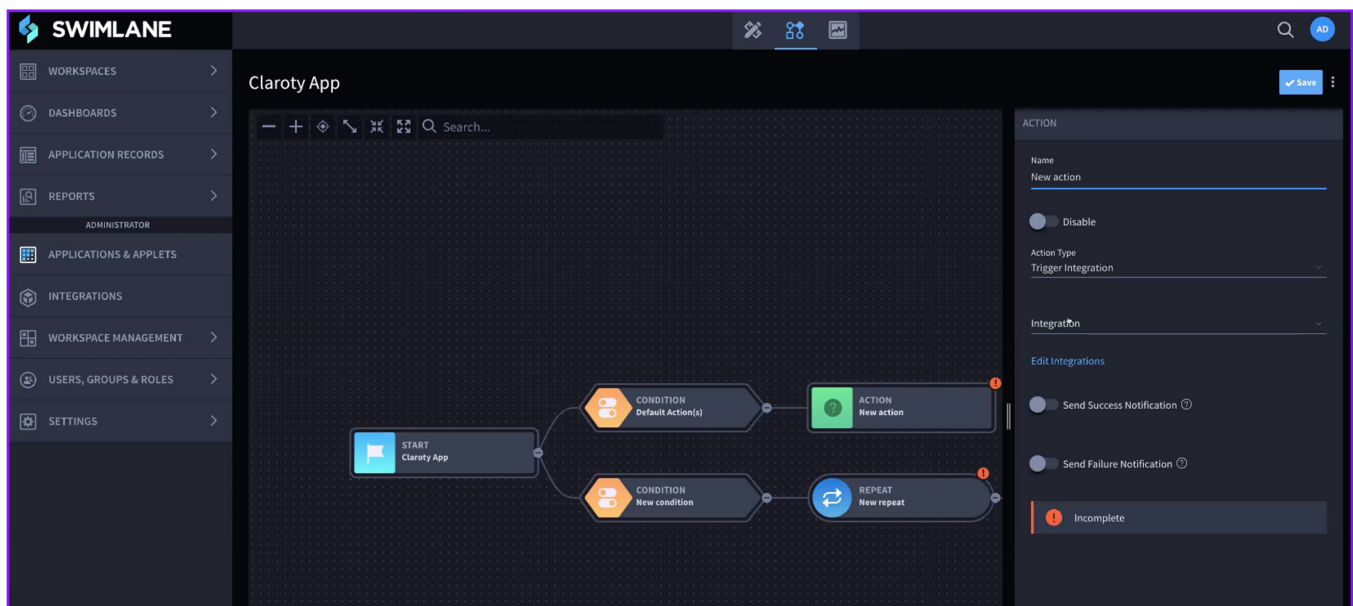 SWIMLANE
AD
WORKSPACES
DASHBOARDS
APPLICATION RECORDS
REPORTS
ADMINISTRATOR
APPLICATIONS & APPLETS
INTEGRATIONS
WORKSPACE MANAGEMENT
USERS, GROUPS & ROLES
SETTINGS
Claroty App
Save
Search...
START
Claroty App
CONDITION
Default Action(s)
ACTION
New action
CONDITION
New condition
REPEAT
New repeat
ACTION
Name
New action
Disable
Action Type
Trigger Integration
Integration
Edit Integrations
Send Success Notification
Send Failure Notification
Incomplete